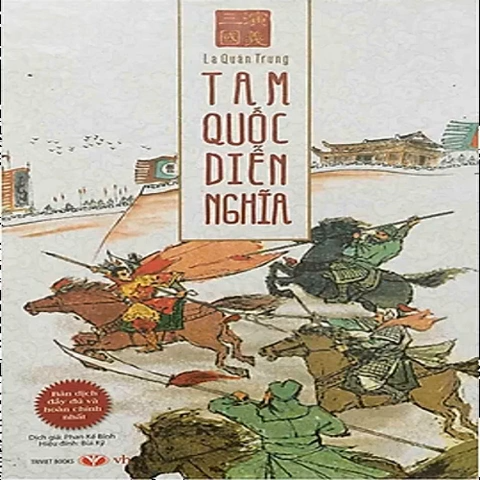 三演
國義
La Quán Trung
TAM
QUỐC
DIỄN
NGHĨA
Bản dịch
đầy đủ và
hoàn chỉnh
nhất
Dịch giả: Phan Kế Bính
Hiệu đính: Bùi Kỷ
BOOKS